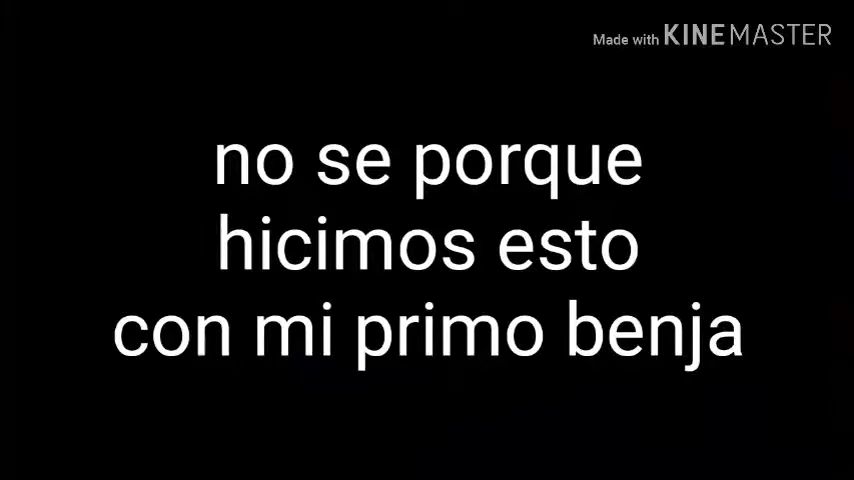 Made with KINEMASTER
no se porque
hicimos esto
con mi primo benja